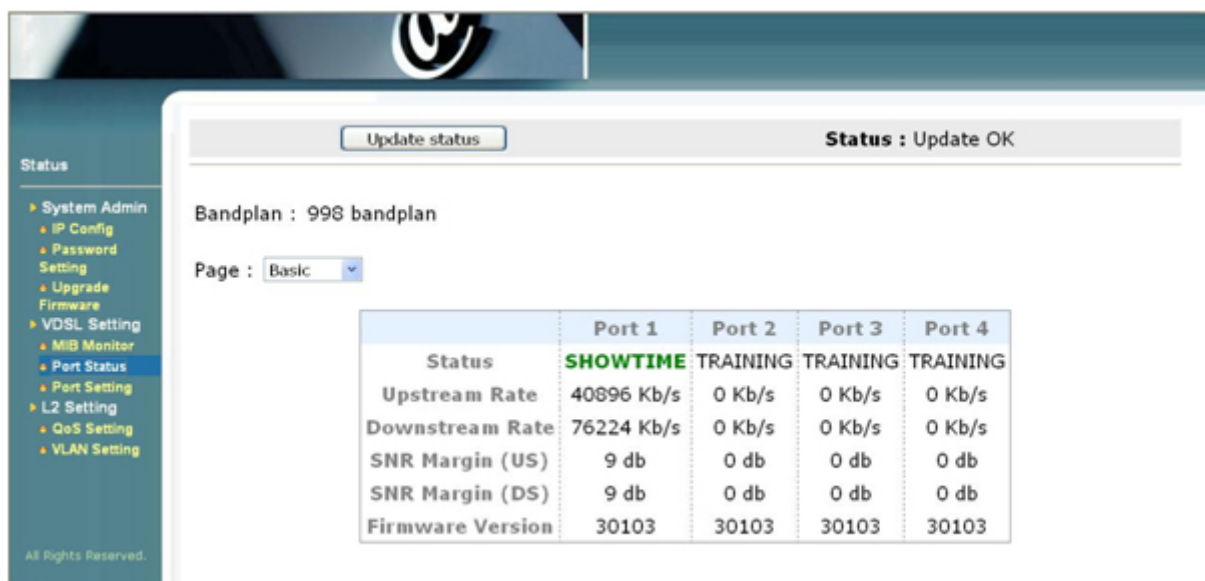 @
Update status
Status : Update OK
Status
System Admin
IP Config
Password
Setting
Upgrade
Firmware
VDSL Setting
MIB Monitor
Port Status
Port Setting
L2 Setting
QoS Setting
VLAN Setting
All Rights Reserved.
Bandplan : 998 bandplan
Page : Basic
Port 1 Port 2 Port 3 Port 4
Status SHOWTIME TRAINING TRAINING TRAINING
Upstream Rate 40896 Kb/s 0 Kb/s 0 Kb/s 0 Kb/s
Downstream Rate 76224 Kb/s 0 Kb/s 0 Kb/s 0 Kb/s
SNR Margin (US) 9 db 0 db 0 db 0 db
SNR Margin (DS) 9 db 0 db 0 db 0 db
Firmware Version 30103 30103 30103 30103